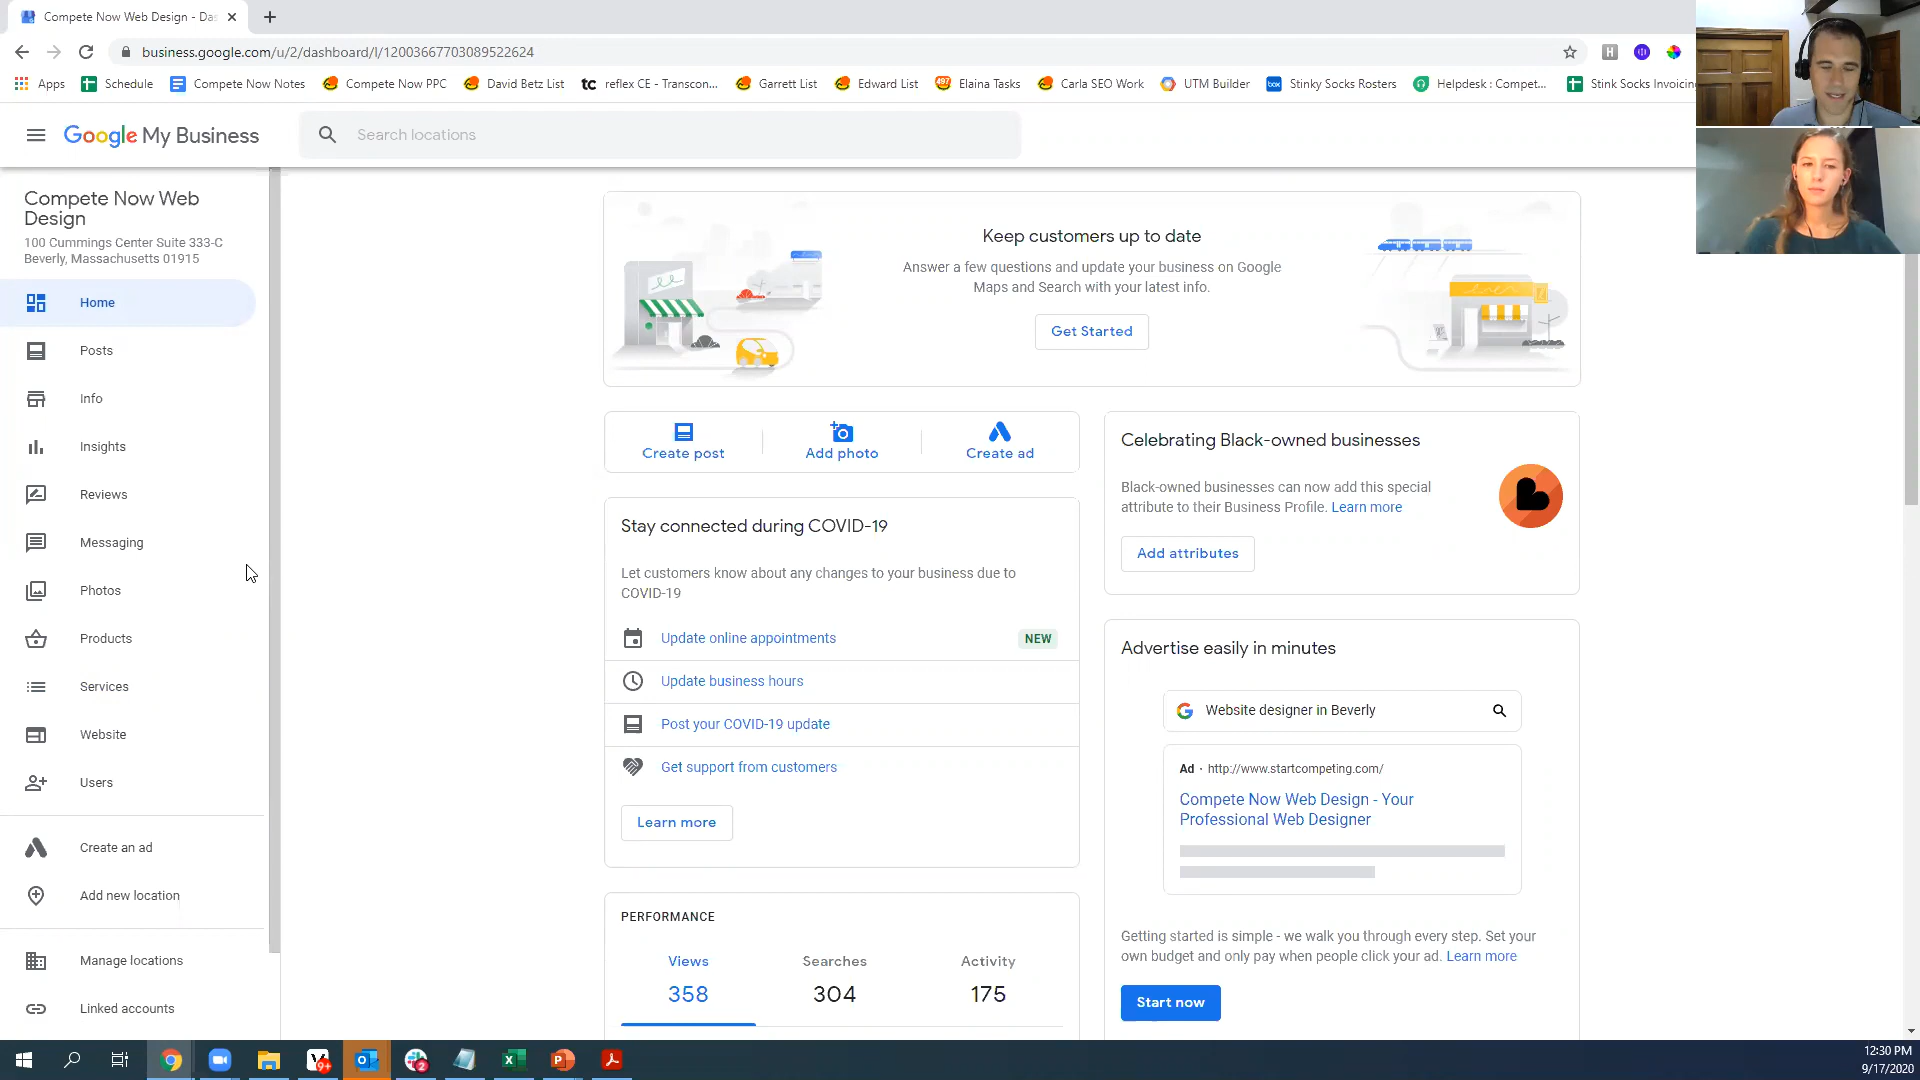 Compete Now Web Design - Das
business.google.com/u/2/dashboard/l/12003667703089522624
Apps
Schedule
Compete Now Notes
Compete Now PPC
David Betz List
tc
reflex CE - Transcon...
Garrett List
Edward List
497
Elaina Tasks
Carla SEO Work
UTM Builder
box
Stinky Socks Rosters
Helpdesk : Compet...
Stink Socks Invoicing
H
Google My Business
Search locations
Compete Now Web
Design
100 Cummings Center Suite 333-C
Beverly, Massachusetts 01915
Home
Posts
Info
Insights
Reviews
Messaging
Photos
Products
Services
Website
Users
Create an ad
Add new location
Manage locations
Linked accounts
Keep customers up to date
Answer a few questions and update your business on Google
Maps and Search with your latest info.
Get Started
Create post
Add photo
Create ad
Stay connected during COVID-19
Let customers know about any changes to your business due to
COVID-19
Update online appointments
NEW
Update business hours
Post your COVID-19 update
Get support from customers
Learn more
PERFORMANCE
Views
Searches
Activity
358
304
175
Celebrating Black-owned businesses
Black-owned businesses can now add this special
attribute to their Business Profile. Learn more
Add attributes
Advertise easily in minutes
Website designer in Beverly
Ad · http://www.startcompeting.com/
Compete Now Web Design - Your
Professional Web Designer
Getting started is simple - we walk you through every step. Set your
own budget and only pay when people click your ad. Learn more
Start now
9+
2
12:30 PM
9/17/2020